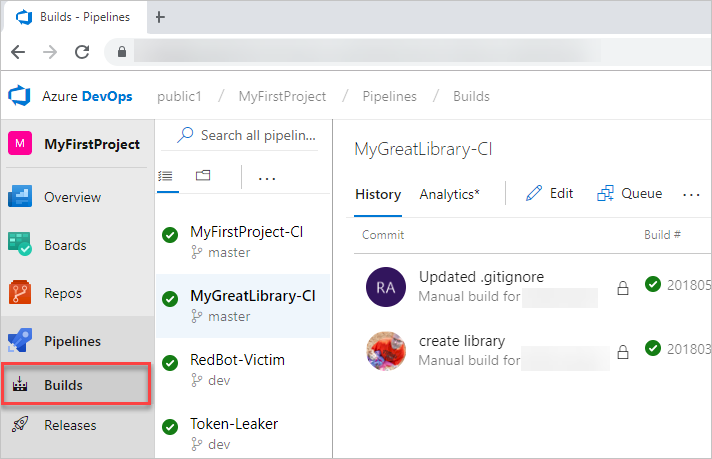 Builds - Pipelines
Azure DevOps public1 / MyFirstProject / Pipelines / Builds
M MyFirstProject
Overview
Boards
Repos
Pipelines
Builds
Releases
Search all pipelin...
MyFirstProject-CI
master
MyGreatLibrary-CI
master
RedBot-Victim
dev
Token-Leaker
dev
MyGreatLibrary-CI
History Analytics* Edit Queue
Commit Build #
RA Updated .gitignore
Manual build for
201805
create library
Manual build for
201803